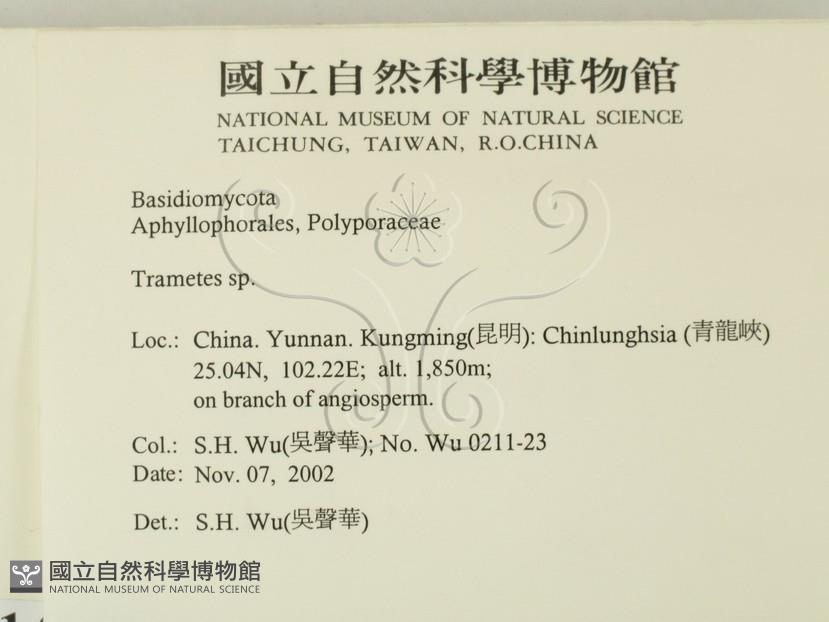 國立自然科學博物館
NATIONAL MUSEUM OF NATURAL SCIENCE
TAICHUNG, TAIWAN, R.O.CHINA
Basidiomycota
Aphyllophorales, Polyporaceae
Trametes sp.
Loc.: China. Yunnan. Kungming(昆明): Chinlunghsia (青龍峽)
25.04N, 102.22E; alt. 1,850m;
on branch of angiosperm.
Col.: S.H. Wu(吳聲華); No. Wu 0211-23
Date: Nov. 07, 2002
Det.: S.H. Wu(吳聲華)
國立自然科學博物館
NATIONAL MUSEUM OF NATURAL SCIENCE